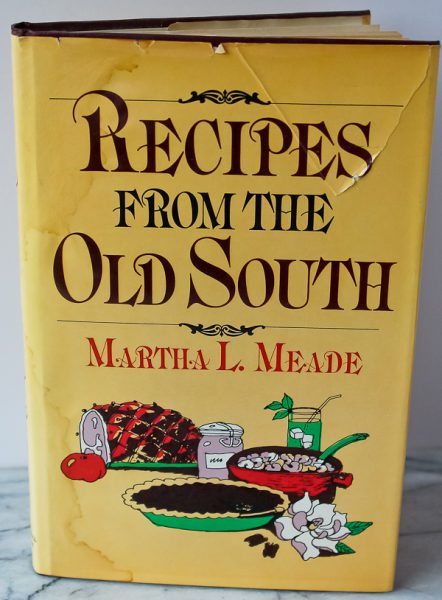 RECIPES
FROM THE
OLD SOUTH
MARTHA L. MEADE